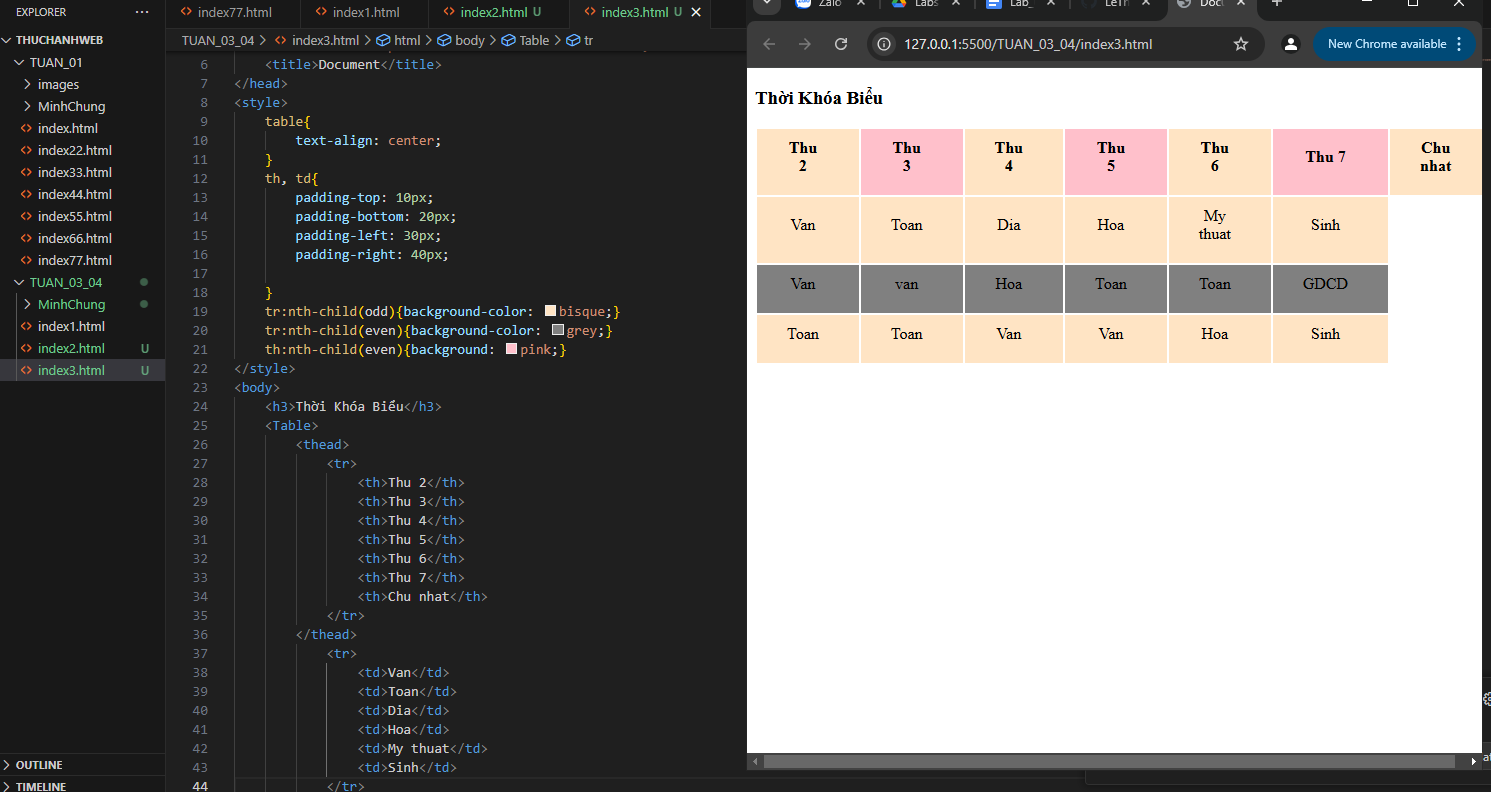 EXPLORER ···
THUCHANHWEB
TUAN_01
images
MinhChung
index.html
index22.html
index33.html
index44.html
index55.html
index66.html
index77.html
TUAN_03_04
MinhChung
index1.html
index2.html U
index3.html U
OUTLINE
TIMELINE
index77.html index1.html index2.html U index3.html U
TUAN_03_04 > index3.html > html > body > Table > tr
6 <title>Document</title>
7 </head>
8 <style>
9 table{
10 text-align: center;
11 }
12 th, td{
13 padding-top: 10px;
14 padding-bottom: 20px;
15 padding-left: 30px;
16 padding-right: 40px;
17
18 }
19 tr:nth-child(odd){background-color: bisque;}
20 tr:nth-child(even){background-color: grey;}
21 th:nth-child(even){background: pink;}
22 </style>
23 <body>
24 <h3>Thời Khóa Biểu</h3>
25 <Table>
26 <thead>
27 <tr>
28 <th>Thu 2</th>
29 <th>Thu 3</th>
30 <th>Thu 4</th>
31 <th>Thu 5</th>
32 <th>Thu 6</th>
33 <th>Thu 7</th>
34 <th>Chu nhat</th>
35 </tr>
36 </thead>
37 <tr>
38 <td>Van</td>
39 <td>Toan</td>
40 <td>Dia</td>
41 <td>Hoa</td>
42 <td>My thuat</td>
43 <td>Sinh</td>
44 </tr>
Zalo Labs Lab_ LeTh Docu
127.0.0.1:5500/TUAN_03_04/index3.html New Chrome available
Thời Khóa Biểu
Thu 2 Thu 3 Thu 4 Thu 5 Thu 6 Thu 7 Chu nhat
Van Toan Dia Hoa My thuat Sinh
Van van Hoa Toan Toan GDCD
Toan Toan Van Van Hoa Sinh